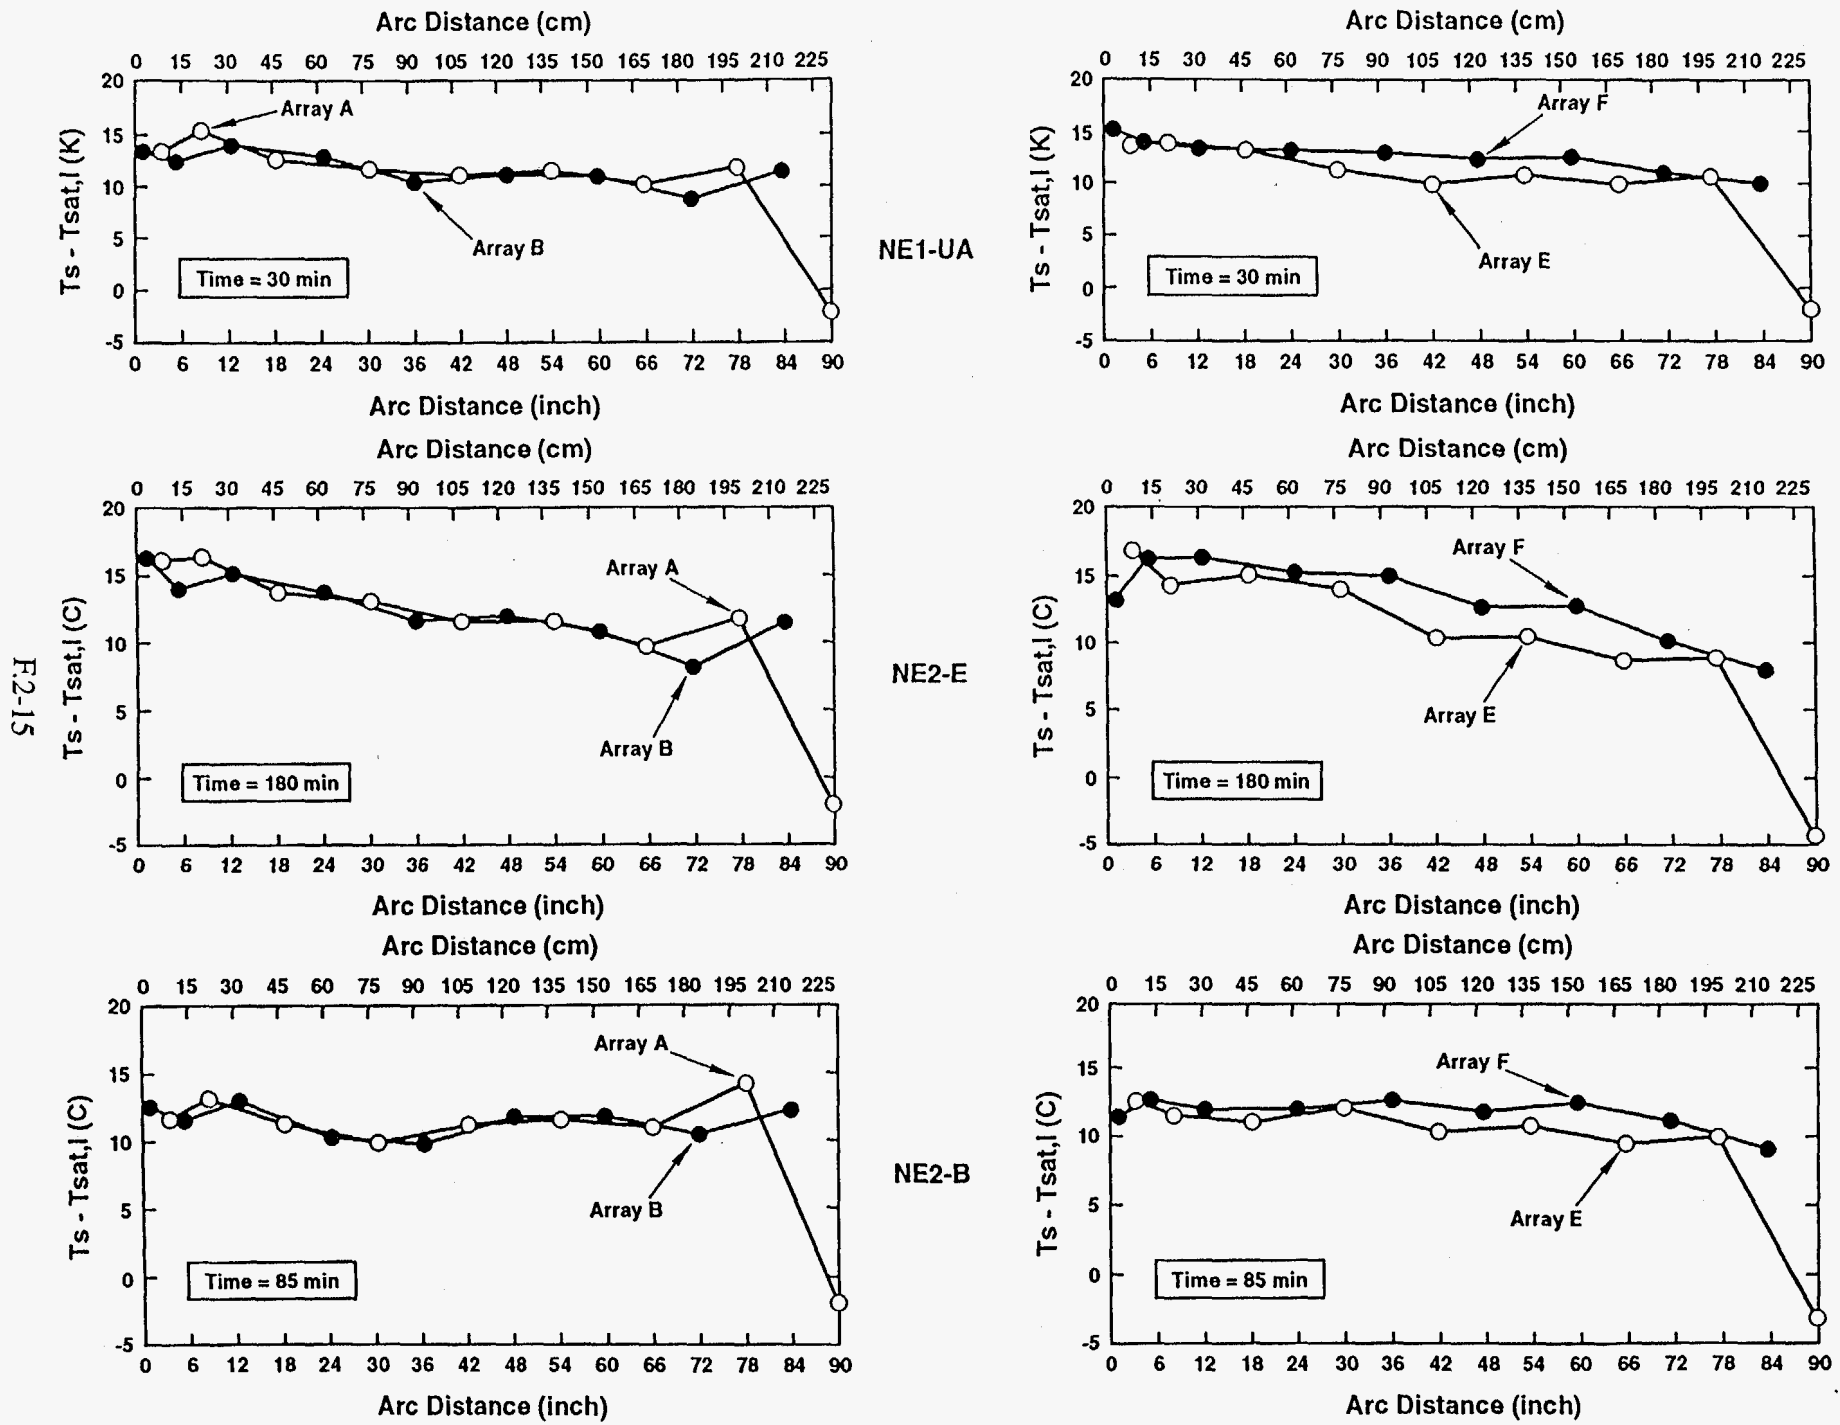 Arc Distance (cm)
0 15 30 45 60 75 90 105 120 135 150 165 180 195 210 225
20
15
10
5
0
-5
Ts - Tsat,l (K)
Array A
Array B
Time = 30 min
0 6 12 18 24 30 36 42 48 54 60 66 72 78 84 90
Arc Distance (inch)
NE1-UA
Arc Distance (cm)
0 15 30 45 60 75 90 105 120 135 150 165 180 195 210 225
20
15
10
5
0
-5
Ts - Tsat,l (K)
Array F
Array E
Time = 30 min
0 6 12 18 24 30 36 42 48 54 60 66 72 78 84 90
Arc Distance (inch)
Arc Distance (cm)
0 15 30 45 60 75 90 105 120 135 150 165 180 195 210 225
20
15
10
5
0
-5
Ts - Tsat,l (C)
Array A
Array B
Time = 180 min
0 6 12 18 24 30 36 42 48 54 60 66 72 78 84 90
Arc Distance (inch)
NE2-E
Arc Distance (cm)
0 15 30 45 60 75 90 105 120 135 150 165 180 195 210 225
20
15
10
5
0
-5
Ts - Tsat,l (C)
Array F
Array E
Time = 180 min
0 6 12 18 24 30 36 42 48 54 60 66 72 78 84 90
Arc Distance (inch)
F.2-15
Arc Distance (cm)
0 15 30 45 60 75 90 105 120 135 150 165 180 195 210 225
20
15
10
5
0
-5
Ts - Tsat,l (C)
Array A
Array B
Time = 85 min
0 6 12 18 24 30 36 42 48 54 60 66 72 78 84 90
Arc Distance (inch)
NE2-B
Arc Distance (cm)
0 15 30 45 60 75 90 105 120 135 150 165 180 195 210 225
20
15
10
5
0
-5
Ts - Tsat,l (C)
Array F
Array E
Time = 85 min
0 6 12 18 24 30 36 42 48 54 60 66 72 78 84 90
Arc Distance (inch)